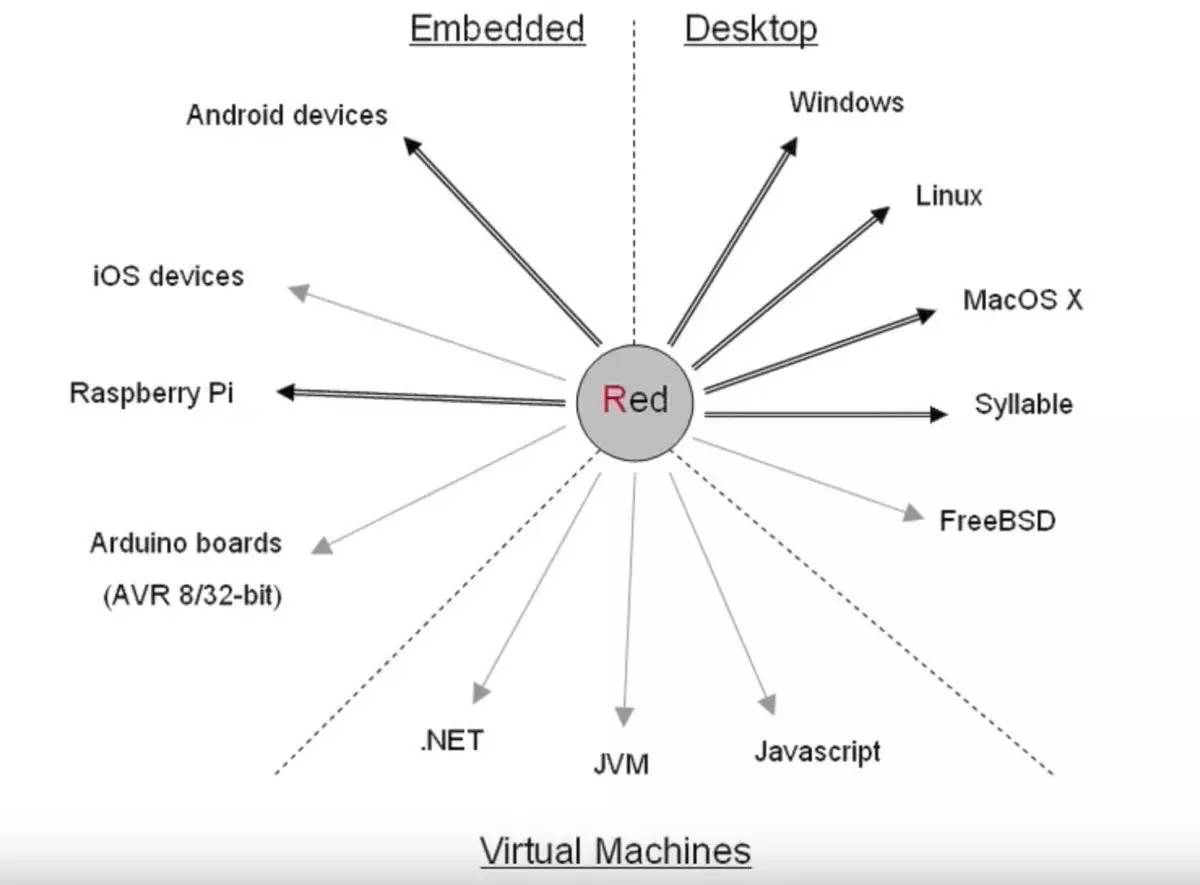 Embedded
Desktop
Android devices
Windows
Linux
iOS devices
MacOS X
Raspberry Pi
Red
Syllable
FreeBSD
Arduino boards
(AVR 8/32-bit)
.NET
JVM
Javascript
Virtual Machines